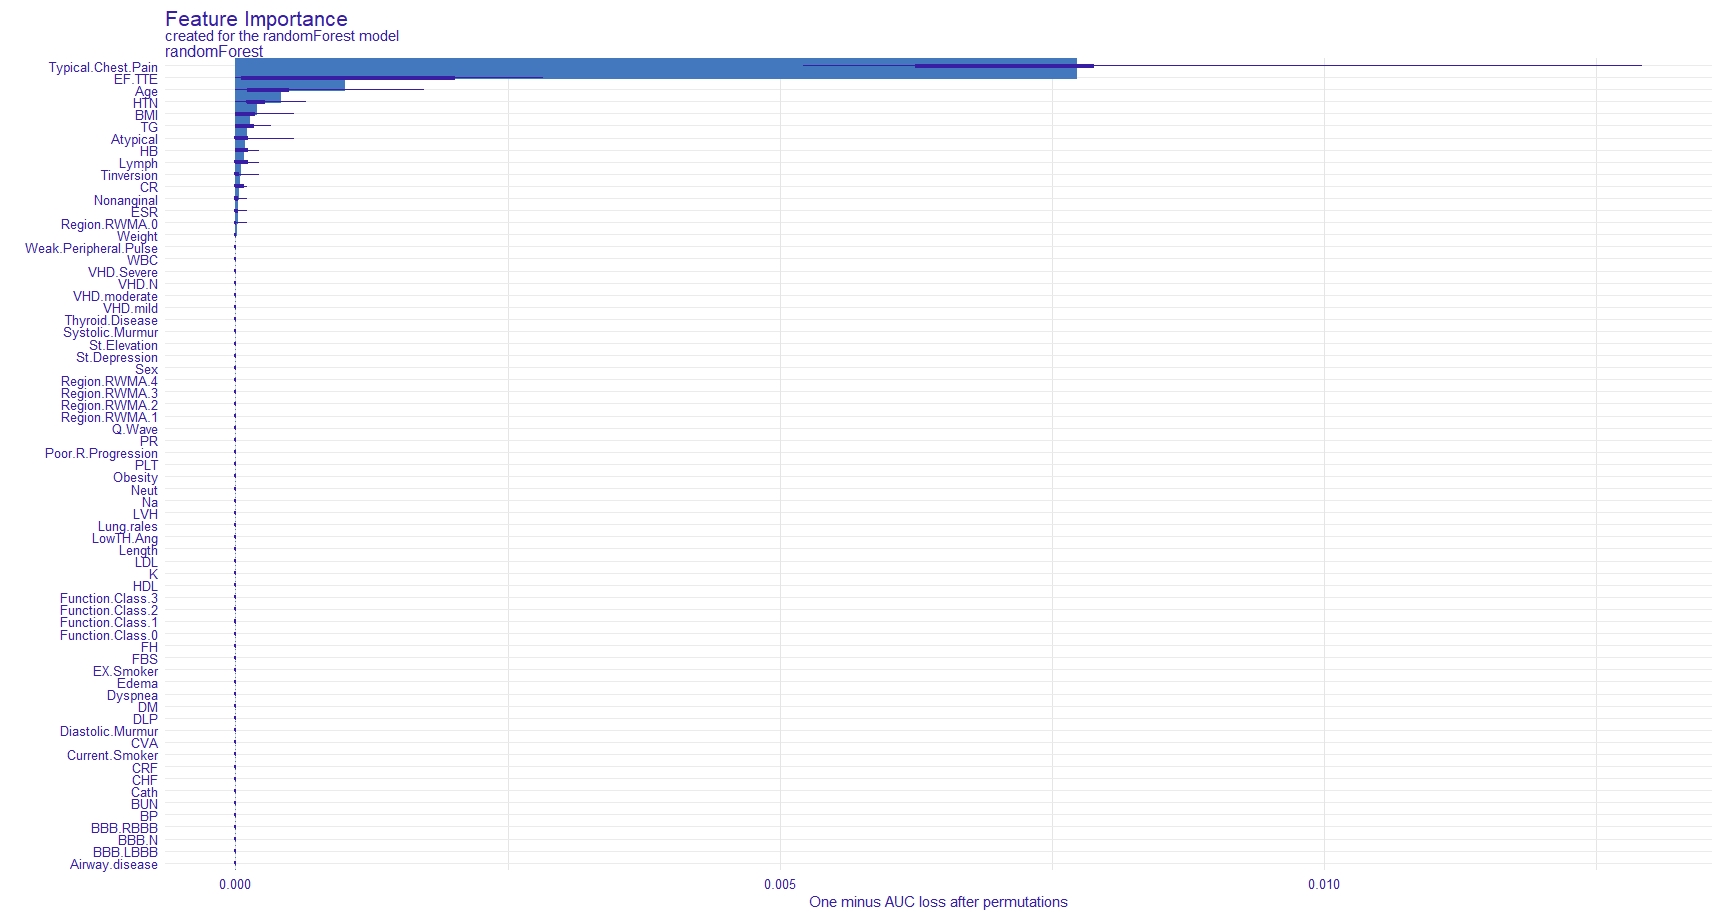 Feature Importance
created for the randomForest model
randomForest
Typical.Chest.Pain
EF.TTE
Age
HTN
BMI
TG
Atypical
HB
Lymph
Tinversion
CR
Nonanginal
ESR
Region.RWMA.0
Weight
Weak.Peripheral.Pulse
WBC
VHD.Severe
VHD.N
VHD.moderate
VHD.mild
Thyroid.Disease
Systolic.Murmur
St.Elevation
St.Depression
Sex
Region.RWMA.4
Region.RWMA.3
Region.RWMA.2
Region.RWMA.1
Q.Wave
PR
Poor.R.Progression
PLT
Obesity
Neut
Na
LVH
Lung.rales
LowTH.Ang
Length
LDL
K
HDL
Function.Class.3
Function.Class.2
Function.Class.1
Function.Class.0
FH
FBS
EX.Smoker
Edema
Dyspnea
DM
DLP
Diastolic.Murmur
CVA
Current.Smoker
CRF
CHF
Cath
BUN
BP
BBB.RBBB
BBB.N
BBB.LBBB
Airway.disease
0.000 0.005 0.010
One minus AUC loss after permutations